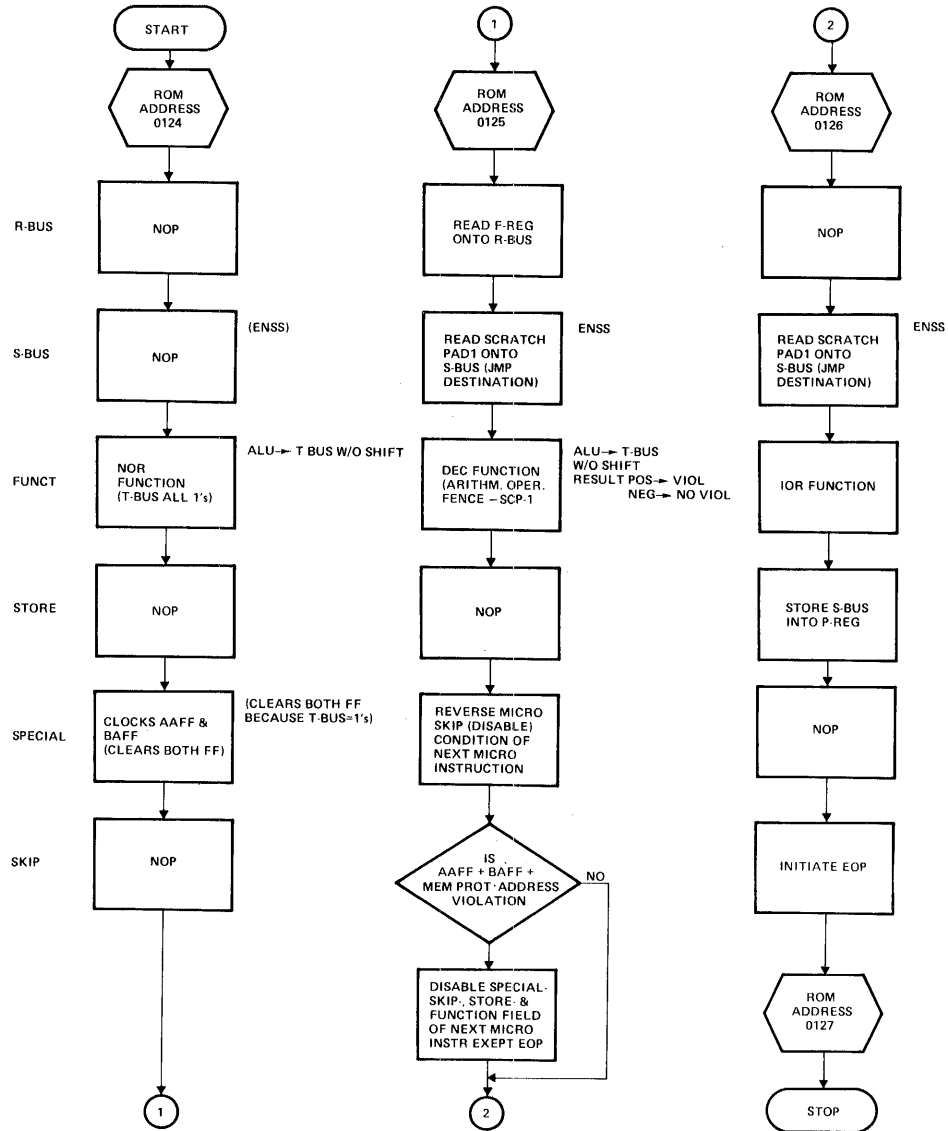 START
ROM
ADDRESS
0124
R-BUS
NOP
S-BUS
NOP
(ENSS)
FUNCT
NOR
FUNCTION
(T-BUS ALL 1's)
ALU→ T BUS W/O SHIFT
STORE
NOP
SPECIAL
CLOCKS AAFF &
BAFF
(CLEARS BOTH FF)
(CLEARS BOTH FF
BECAUSE T-BUS=1's)
SKIP
NOP
1
1
ROM
ADDRESS
0125
READ F-REG
ONTO R-BUS
READ SCRATCH
PAD1 ONTO
S-BUS (JMP
DESTINATION)
ENSS
DEC FUNCTION
(ARITHM. OPER.
FENCE – SCP-1
ALU→ T-BUS
W/O SHIFT
RESULT POS→ VIOL
NEG→ NO VIOL
NOP
REVERSE MICRO
SKIP (DISABLE)
CONDITION OF
NEXT MICRO
INSTRUCTION
IS
AAFF + BAFF +
MEM PROT · ADDRESS
VIOLATION
NO
DISABLE SPECIAL-
SKIP-, STORE- &
FUNCTION FIELD
OF NEXT MICRO
INSTR EXEPT EOP
2
2
ROM
ADDRESS
0126
NOP
READ SCRATCH
PAD1 ONTO
S-BUS (JMP
DESTINATION)
ENSS
IOR FUNCTION
STORE S-BUS
INTO P-REG
NOP
INITIATE EOP
ROM
ADDRESS
0127
STOP